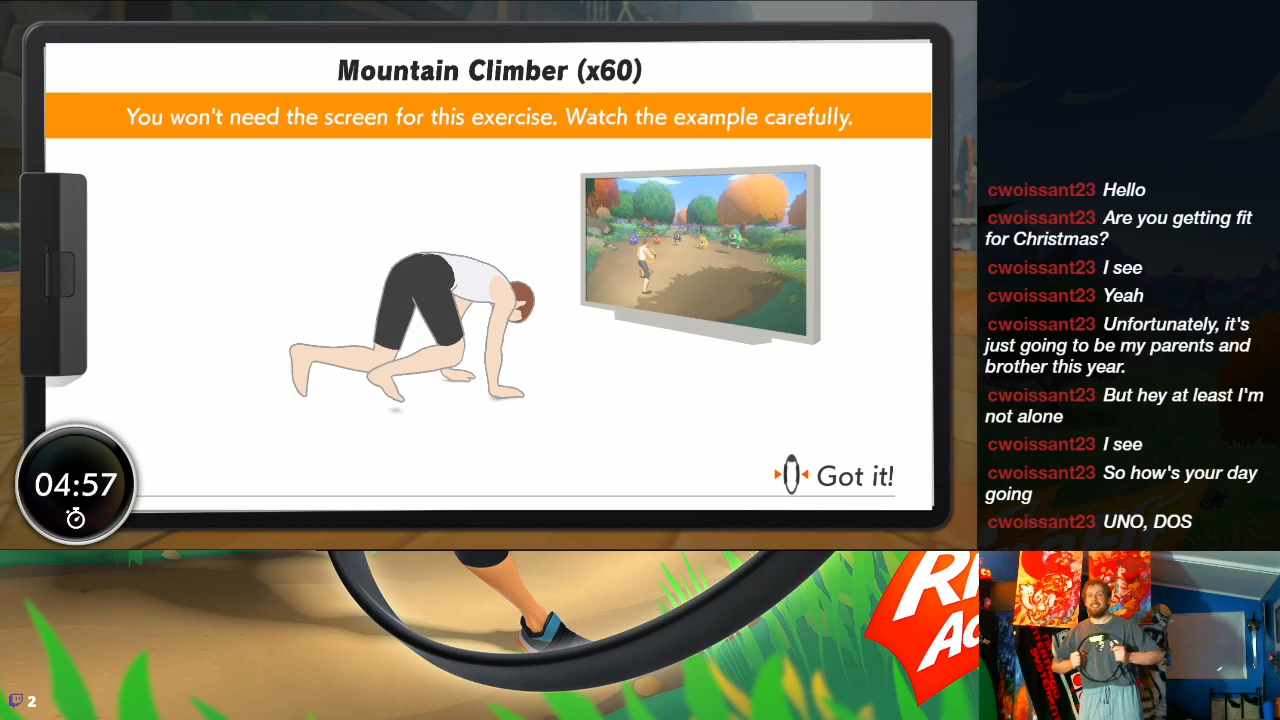 Mountain Climber (x60)
You won't need the screen for this exercise. Watch the example carefully.
Got it!
04:57
cwoissant23 Hello
cwoissant23 Are you getting fit
for Christmas?
cwoissant23 I see
cwoissant23 Yeah
cwoissant23 Unfortunately, it's
just going to be my parents and
brother this year.
cwoissant23 But hey at least I'm
not alone
cwoissant23 I see
cwoissant23 So how's your day
going
cwoissant23 UNO, DOS
2